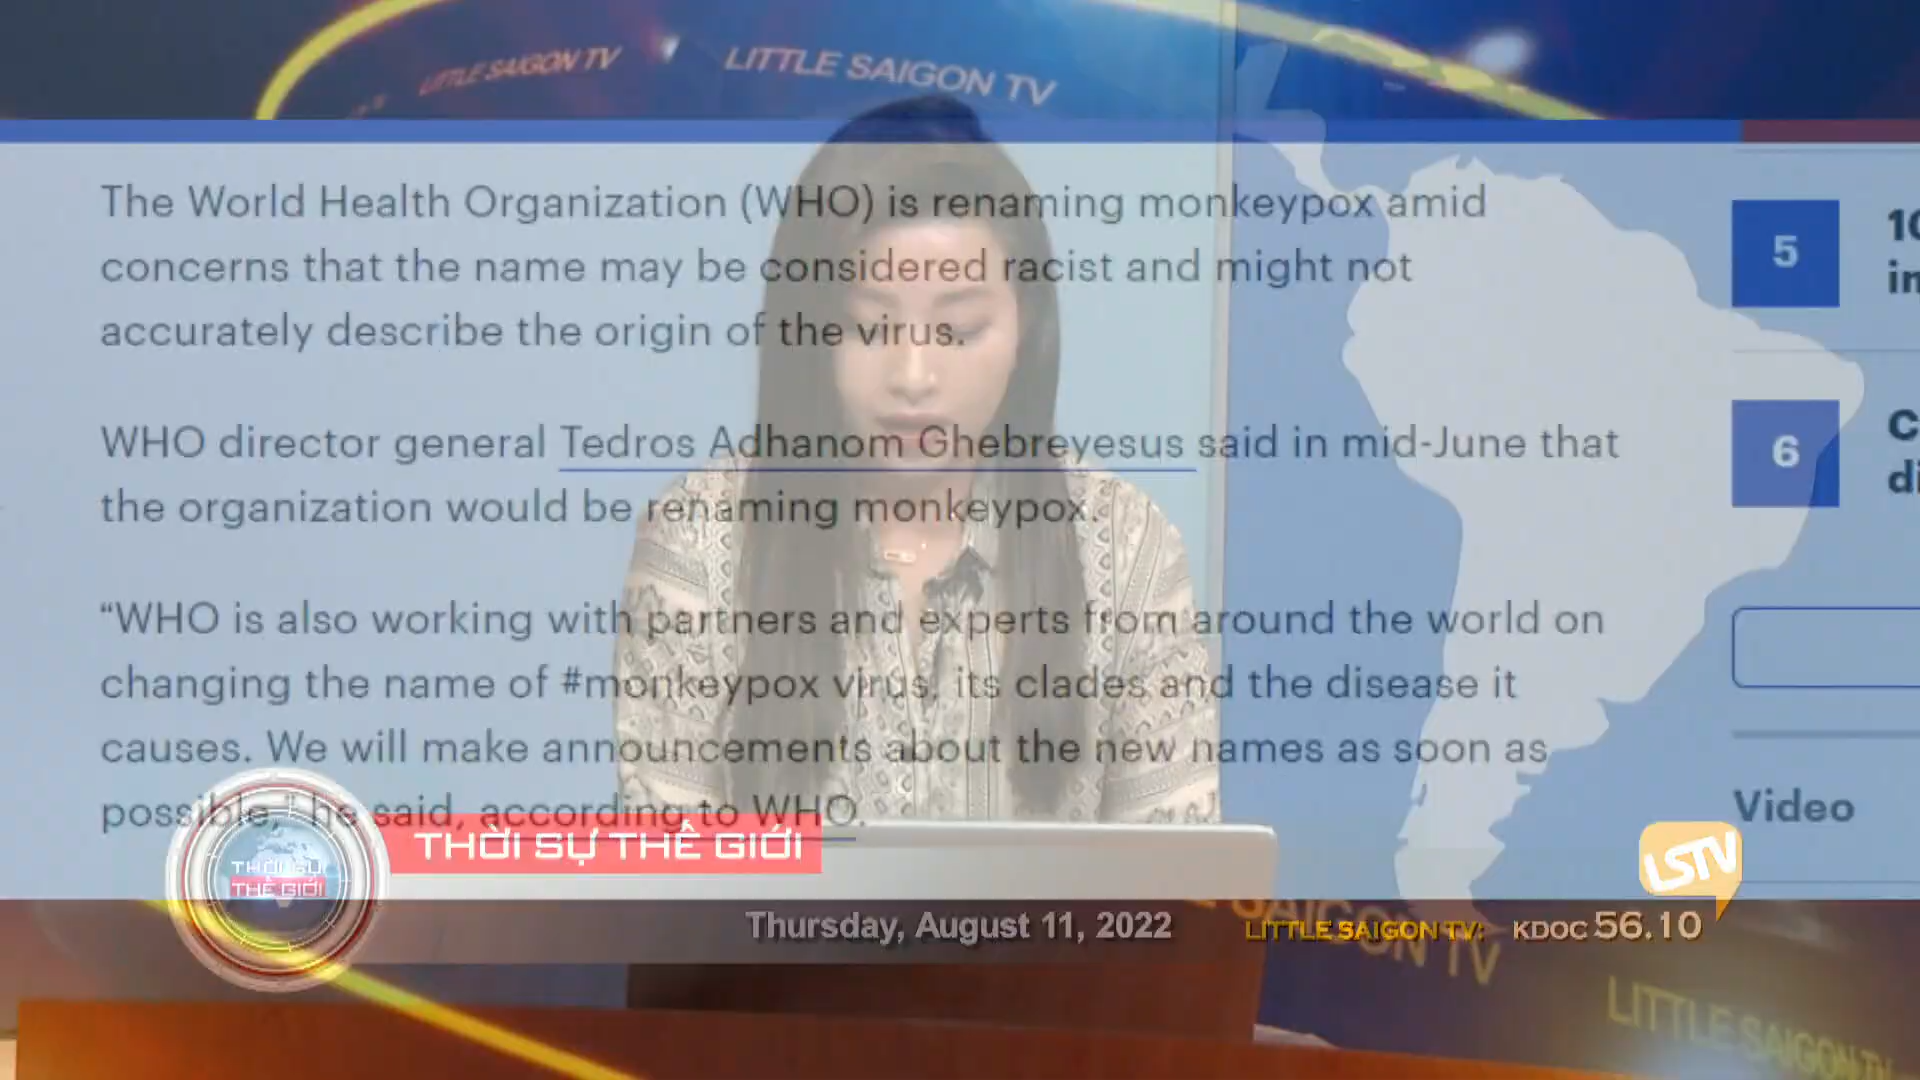 LITTLE SAIGON TV
LITTLE SAIGON TV
The World Health Organization (WHO) is renaming monkeypox amid
concerns that the name may be considered racist and might not
accurately describe the origin of the virus.
WHO director general Tedros Adhanom Ghebreyesus said in mid-June that
the organization would be renaming monkeypox.
“WHO is also working with partners and experts from around the world on
changing the name of #monkeypox virus, its clades and the disease it
causes. We will make announcements about the new names as soon as
possible," he said, according to WHO.
5
6
Video
THỜI SỰ THẾ GIỚI
THỜI SỰ
THẾ GIỚI
LSTV
Thursday, August 11, 2022
LITTLE SAIGON TV: KDOC 56.10
SAIGON TV
LITTLE SAIGON TV